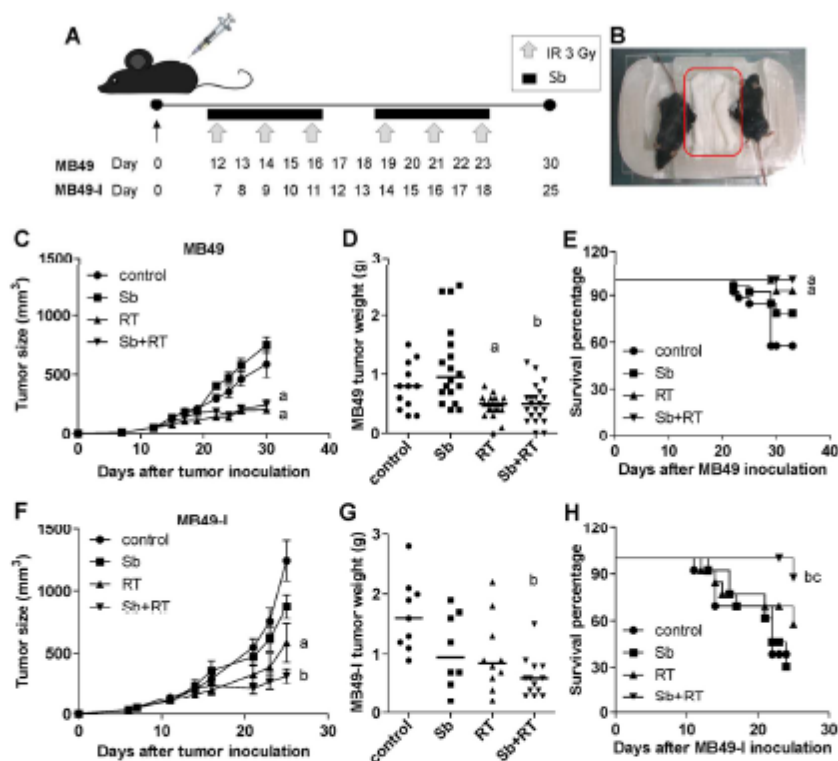 A
IR 3 Gy
Sb
MB49 Day 0 12 13 14 15 16 17 18 19 20 21 22 23 30
MB49-I Day 0 7 8 9 10 11 12 13 14 15 16 17 18 25
B
C
MB49
Tumor size (mm³)
1500
1000
500
0
control
Sb
RT
Sb+RT
a
a
0 10 20 30 40
Days after tumor inoculation
D
MB49 tumor weight (g)
3
2
1
0
a
b
control
Sb
RT
Sb+RT
E
Survival percentage
120
90
60
30
0
a
a
control
Sb
RT
Sb+RT
0 10 20 30 40
Days after MB49 inoculation
F
MB49-I
Tumor size (mm³)
1500
1000
500
0
control
Sb
RT
Sb+RT
a
b
0 10 20 30
Days after tumor inoculation
G
MB49-I tumor weight (g)
3
2
1
0
b
control
Sb
RT
Sb+RT
H
Survival percentage
120
90
60
30
0
bc
control
Sb
RT
Sb+RT
0 10 20 30
Days after MB49-I inoculation